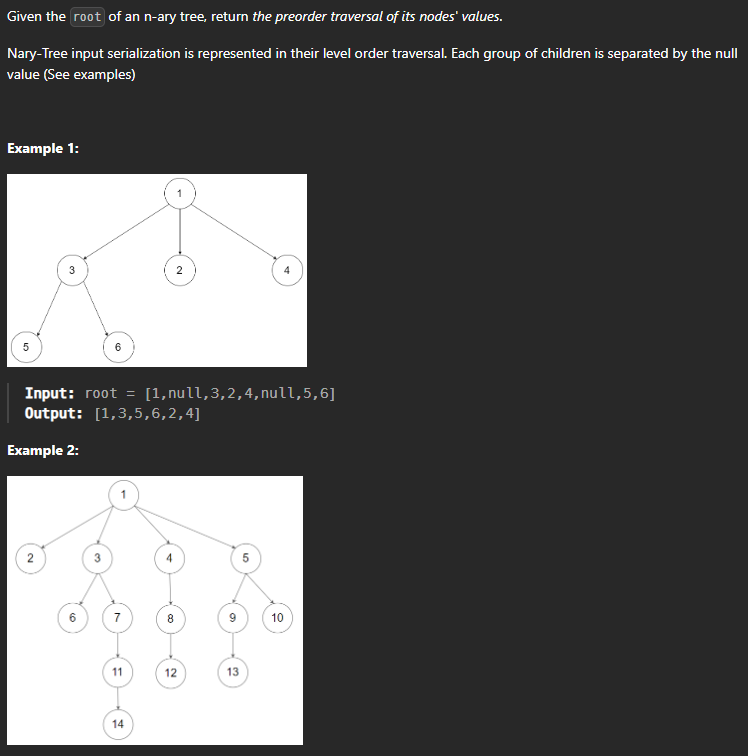 Given the root of an n-ary tree, return the preorder traversal of its nodes' values.
Nary-Tree input serialization is represented in their level order traversal. Each group of children is separated by the null
value (See examples)
Example 1:
1
3 2 4
5 6
Input: root = [1,null,3,2,4,null,5,6]
Output: [1,3,5,6,2,4]
Example 2:
1
2 3 4 5
6 7 8 9 10
11 12 13
14